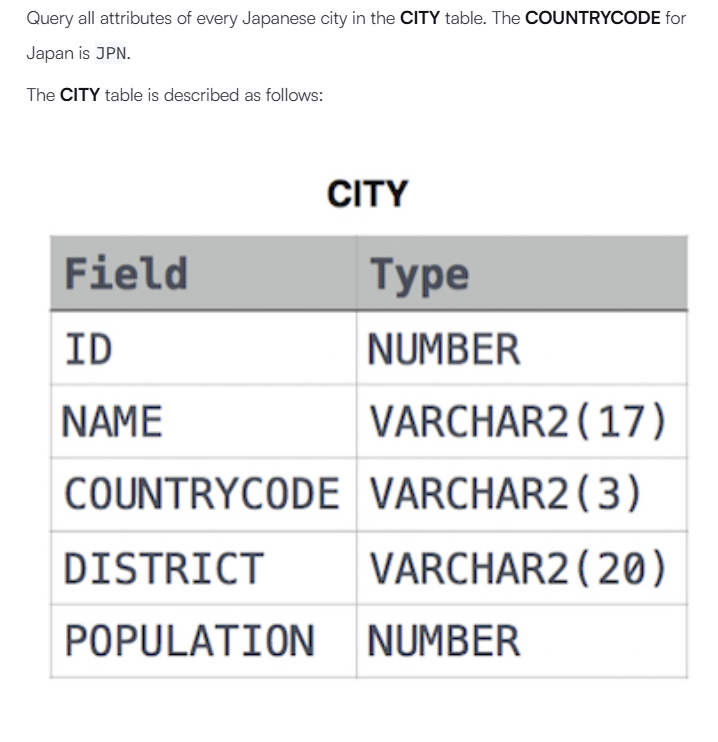 Query all attributes of every Japanese city in the CITY table. The COUNTRYCODE for
Japan is JPN.
The CITY table is described as follows:
CITY
Field Type
ID NUMBER
NAME VARCHAR2(17)
COUNTRYCODE VARCHAR2(3)
DISTRICT VARCHAR2(20)
POPULATION NUMBER